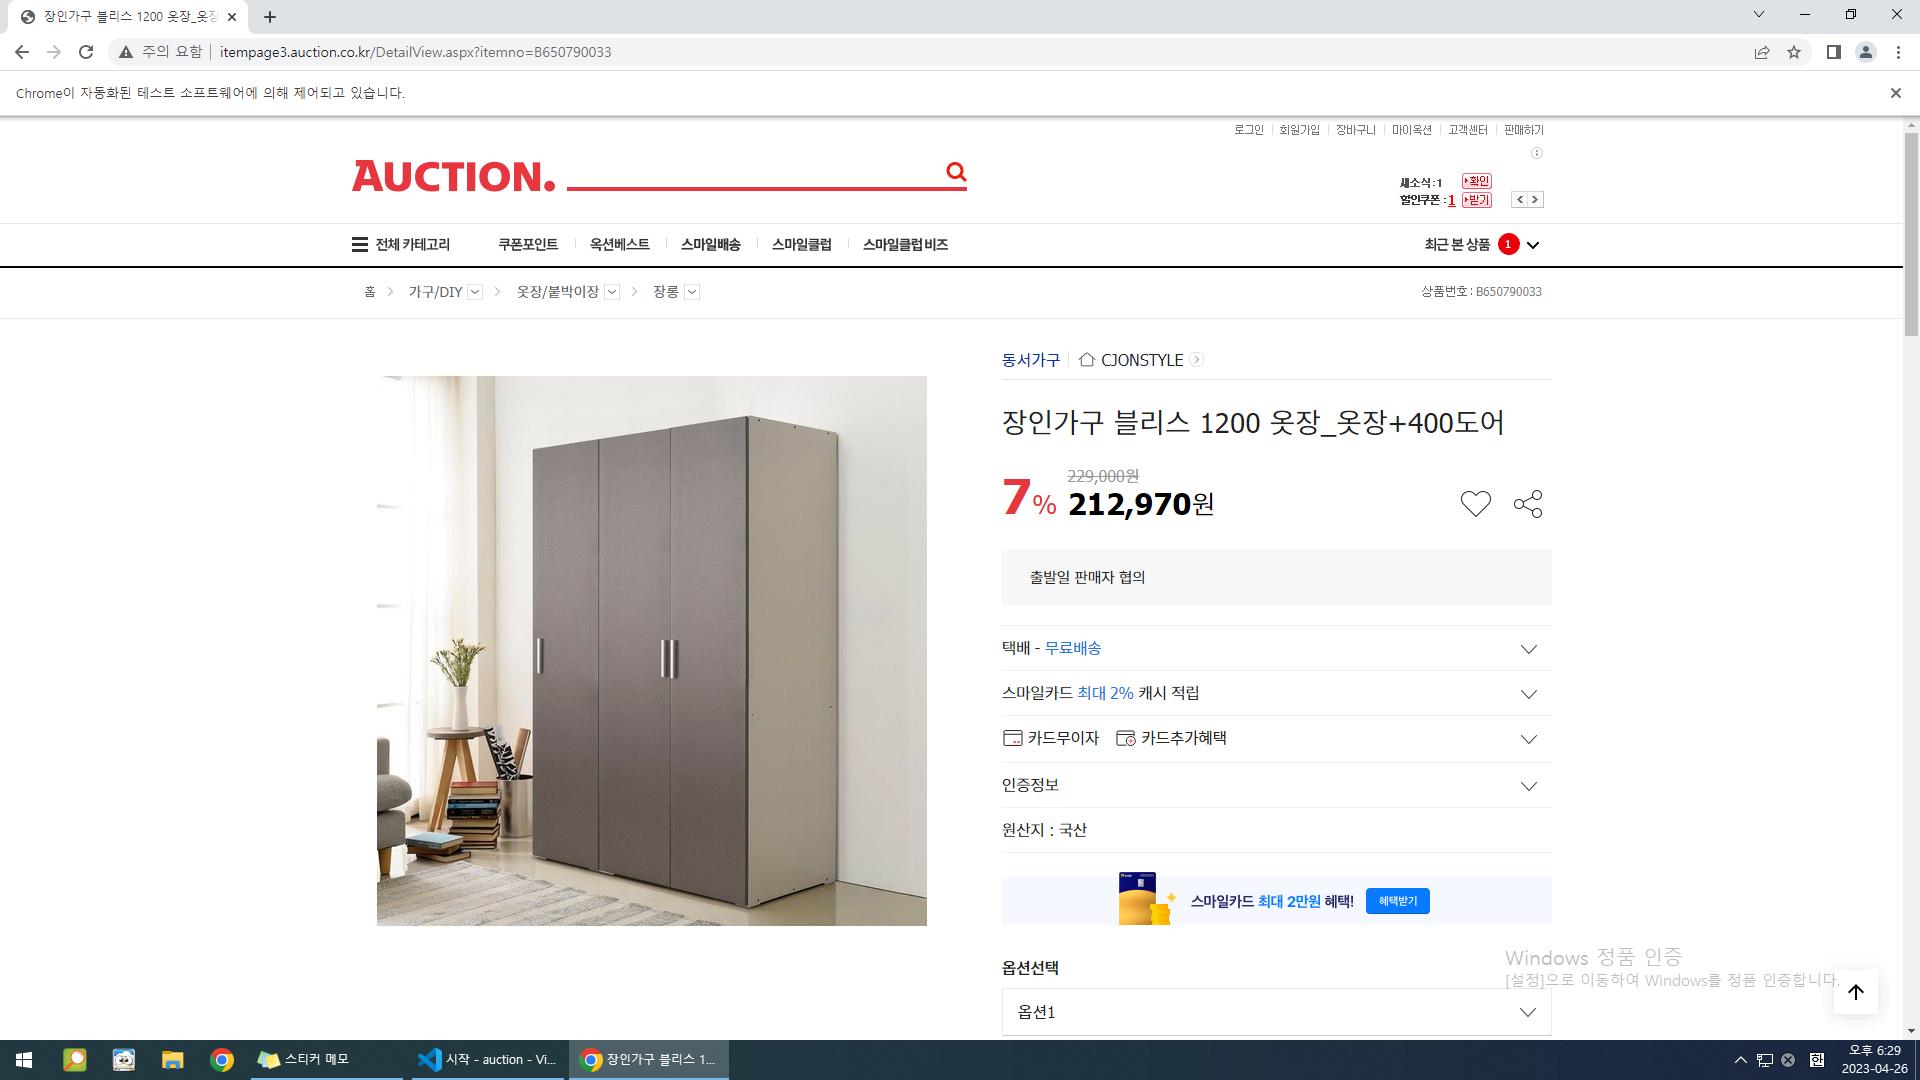 장인가구 블리스 1200 옷장_옷장
주의 요함 itempage3.auction.co.kr/DetailView.aspx?itemno=B650790033
Chrome이 자동화된 테스트 소프트웨어에 의해 제어되고 있습니다.
로그인 회원가입 장바구니 마이옥션 고객센터 판매하기
AUCTION.
새소식:1 확인
할인쿠폰:1 받기
전체 카테고리 쿠폰포인트 옥션베스트 스마일배송 스마일클럽 스마일클럽 비즈 최근 본 상품 1
홈 가구/DIY 옷장/붙박이장 장롱 상품번호 : B650790033
동서가구 CJONSTYLE
장인가구 블리스 1200 옷장_옷장+400도어
229,000원
7% 212,970원
출발일 판매자 협의
택배 - 무료배송
스마일카드 최대 2% 캐시 적립
카드무이자 카드추가혜택
인증정보
원산지 : 국산
스마일카드 최대 2만원 혜택! 혜택받기
옵션선택
옵션1
Windows 정품 인증
[설정]으로 이동하여 Windows를 정품 인증합니다.
스티커 메모 시작 - auction - Vi... 장인가구 블리스 1... 한 오후 6:29
2023-04-26